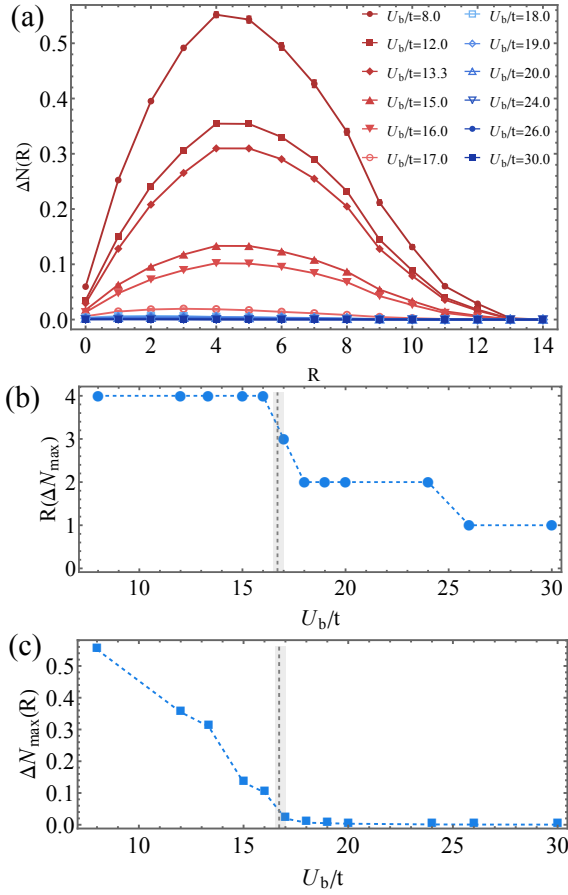 (a)
ΔN(R)
0.5
0.4
0.3
0.2
0.1
0.0
U_b/t=8.0
U_b/t=12.0
U_b/t=13.3
U_b/t=15.0
U_b/t=16.0
U_b/t=17.0
U_b/t=18.0
U_b/t=19.0
U_b/t=20.0
U_b/t=24.0
U_b/t=26.0
U_b/t=30.0
0 2 4 6 8 10 12 14
R
(b)
R(ΔN_max)
4
3
2
1
0
10 15 20 25 30
U_b/t
(c)
ΔN_max(R)
0.5
0.4
0.3
0.2
0.1
0.0
10 15 20 25 30
U_b/t